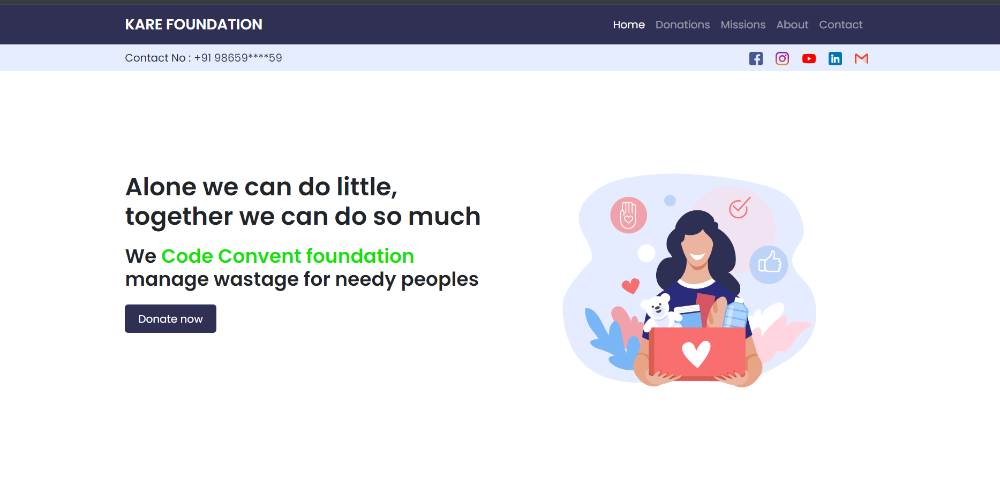 KARE FOUNDATION
Home Donations Missions About Contact
Contact No : +91 98659****59
Alone we can do little,
together we can do so much
We Code Convent foundation
manage wastage for needy peoples
Donate now